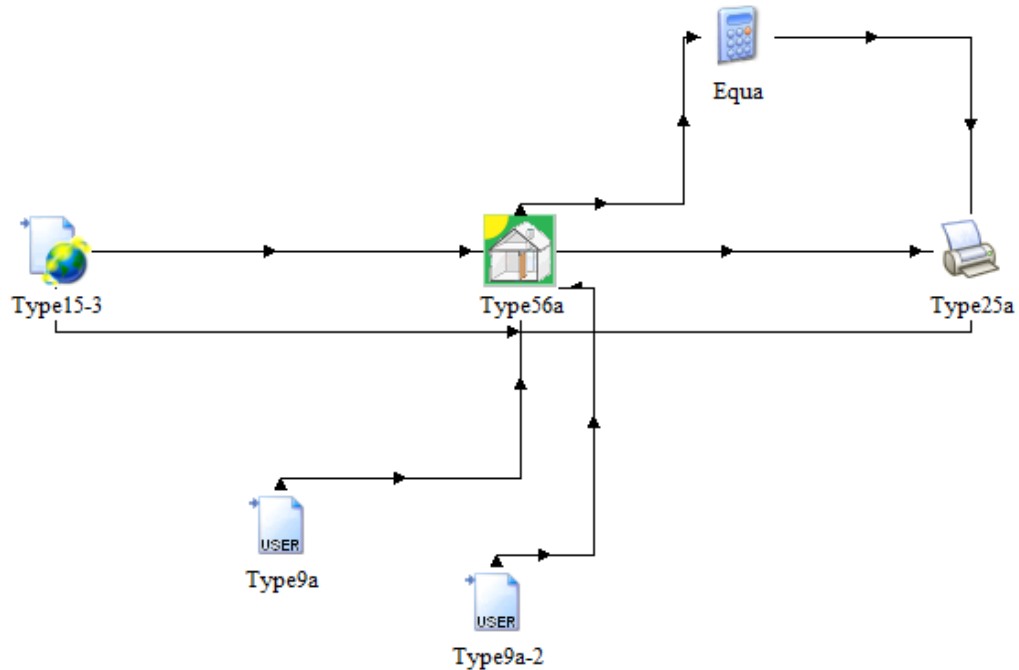 Equa
Type15-3
Type56a
Type25a
USER
Type9a
USER
Type9a-2